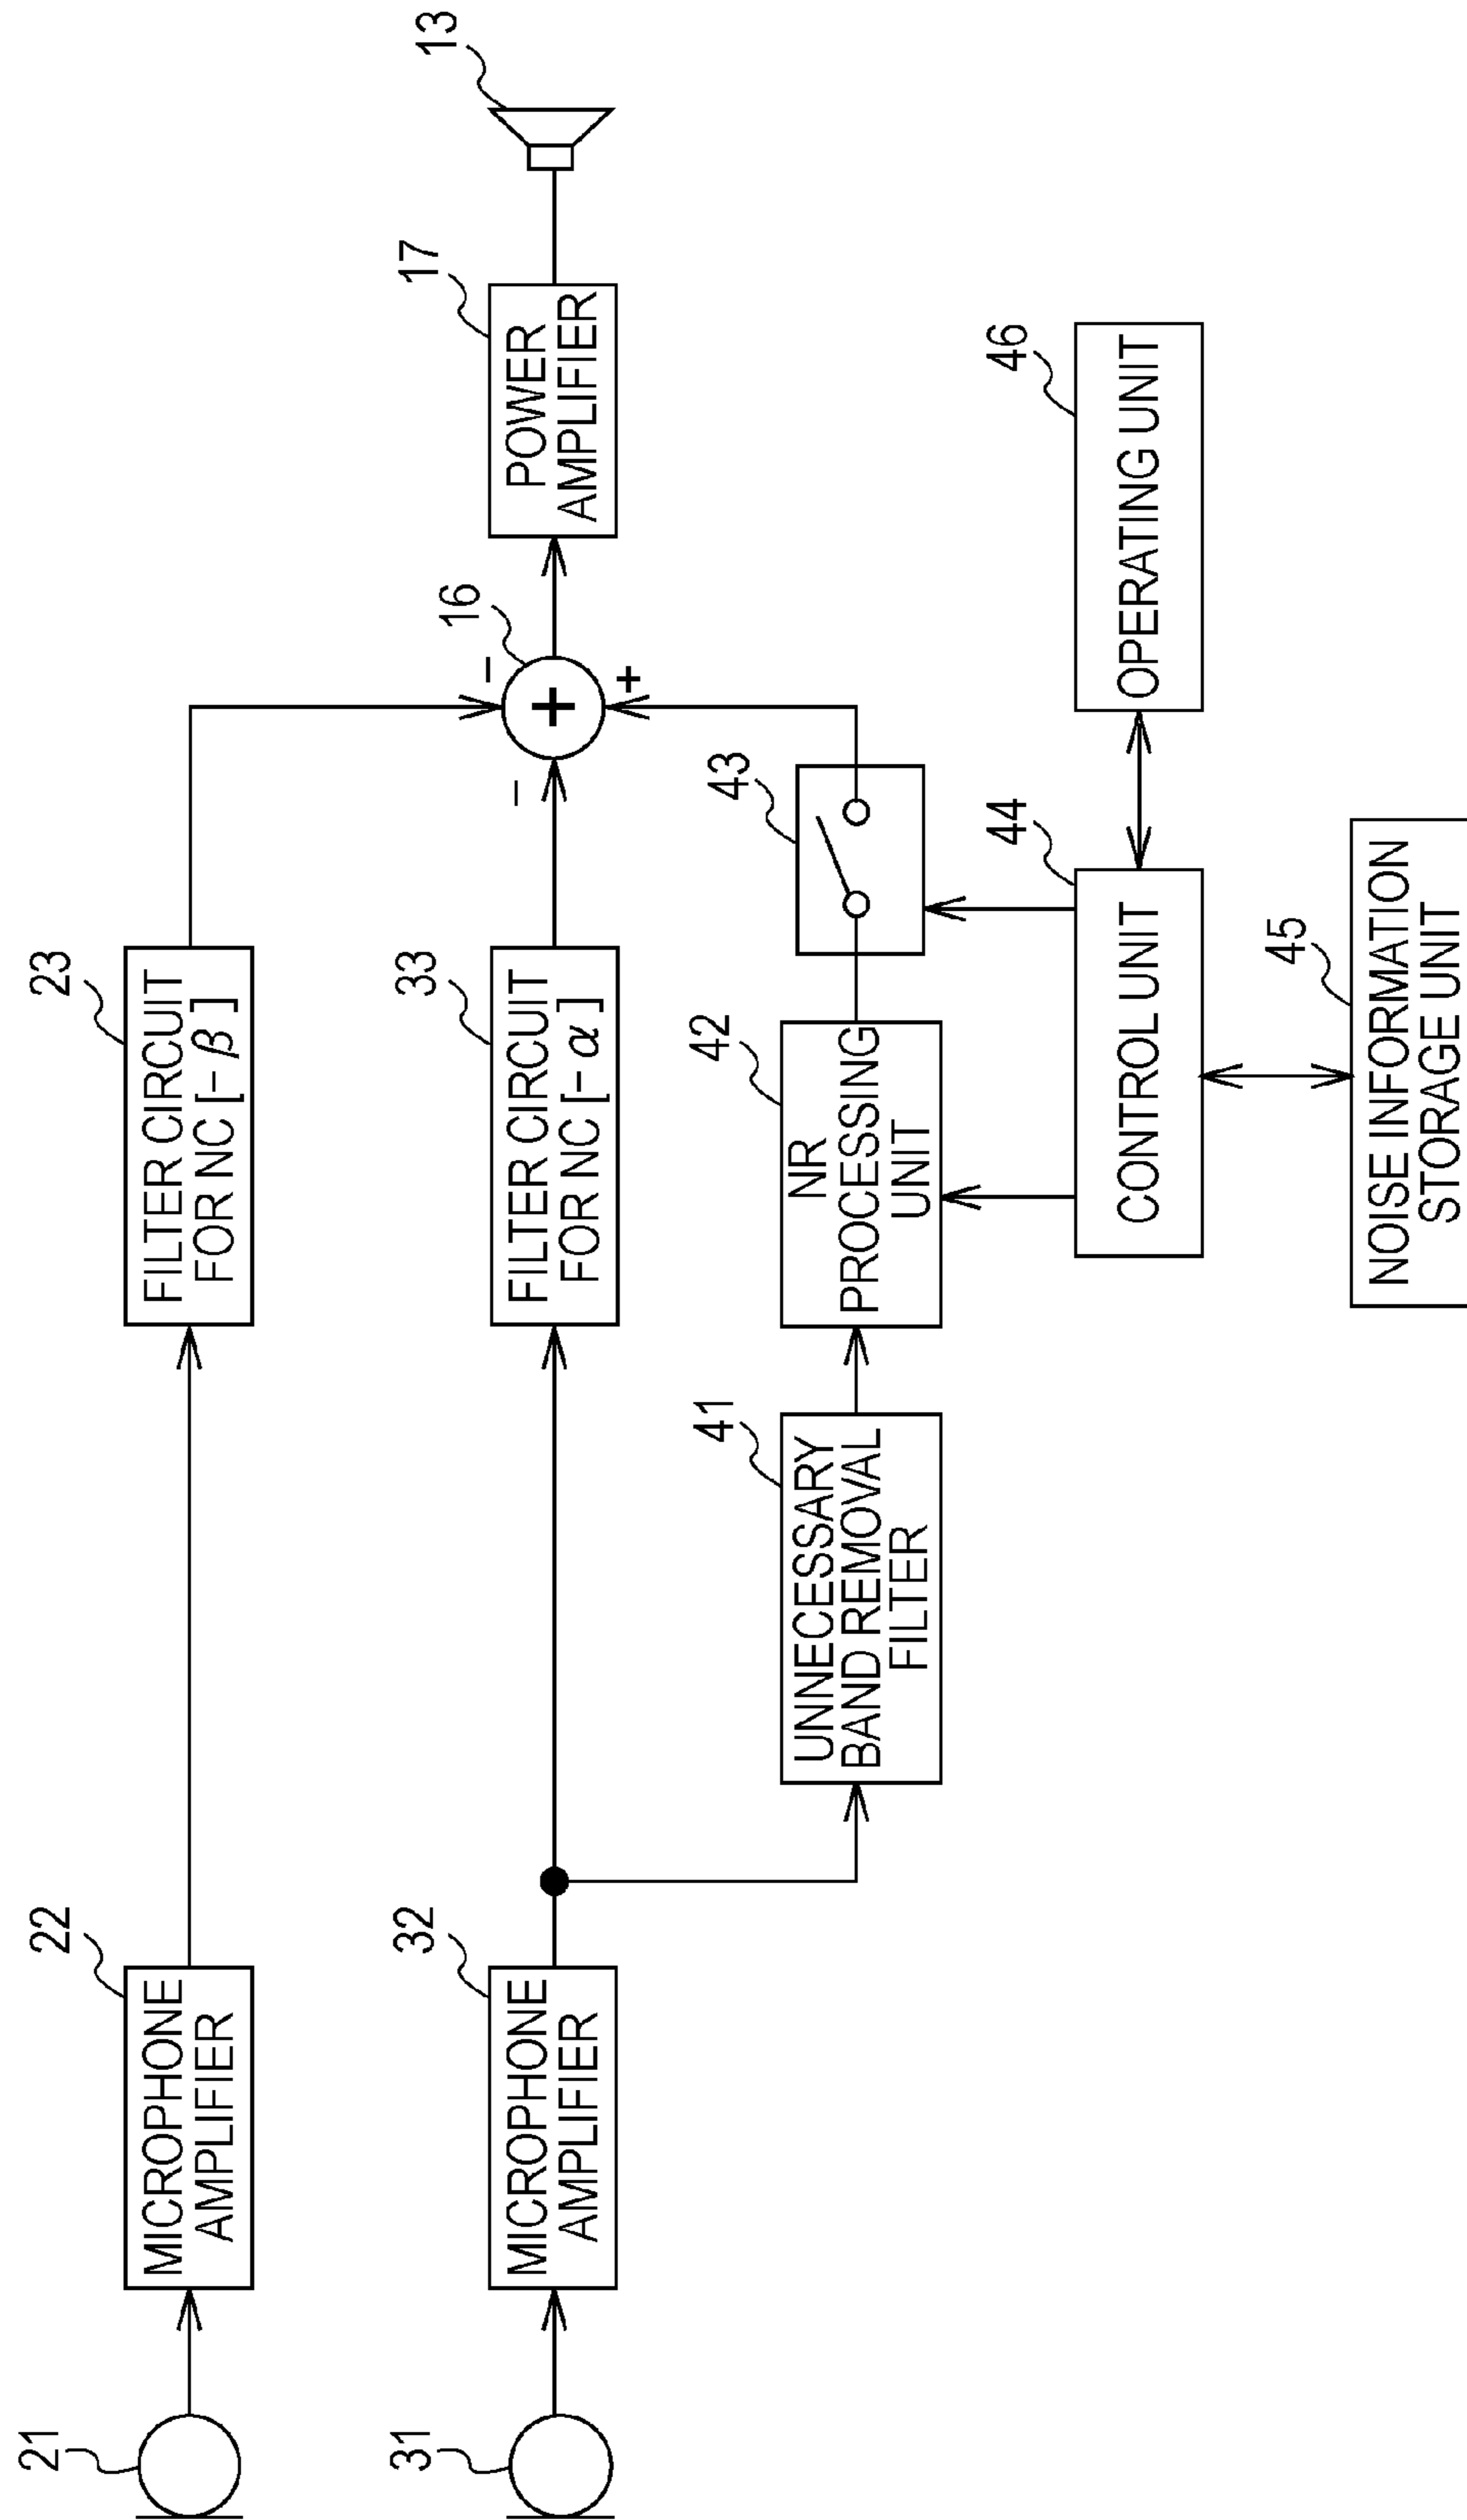 21
22
MICROPHONE
AMPLIFIER
23
FILTER CIRCUIT
FOR NC [-β]
31
32
MICROPHONE
AMPLIFIER
33
FILTER CIRCUIT
FOR NC [-α]
16
−
−
+
+
17
POWER
AMPLIFIER
13
41
UNNECESSARY
BAND REMOVAL
FILTER
42
NR
PROCESSING
UNIT
43
44
CONTROL UNIT
46
OPERATING UNIT
45
NOISE INFORMATION
STORAGE UNIT